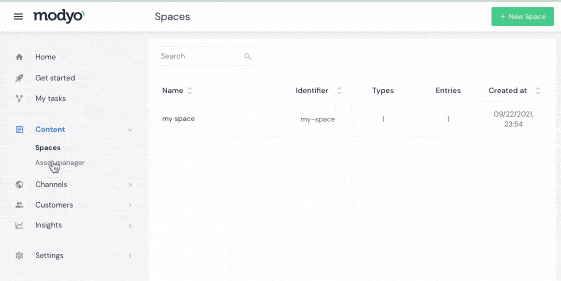 modyo
Spaces
+ New Space
Home
Get started
My tasks
Content
Spaces
Asset manager
Channels
Customers
Insights
Settings
Search
Name Identifier Types Entries Created at
my space my-space 1 1 09/22/2021,
23:54